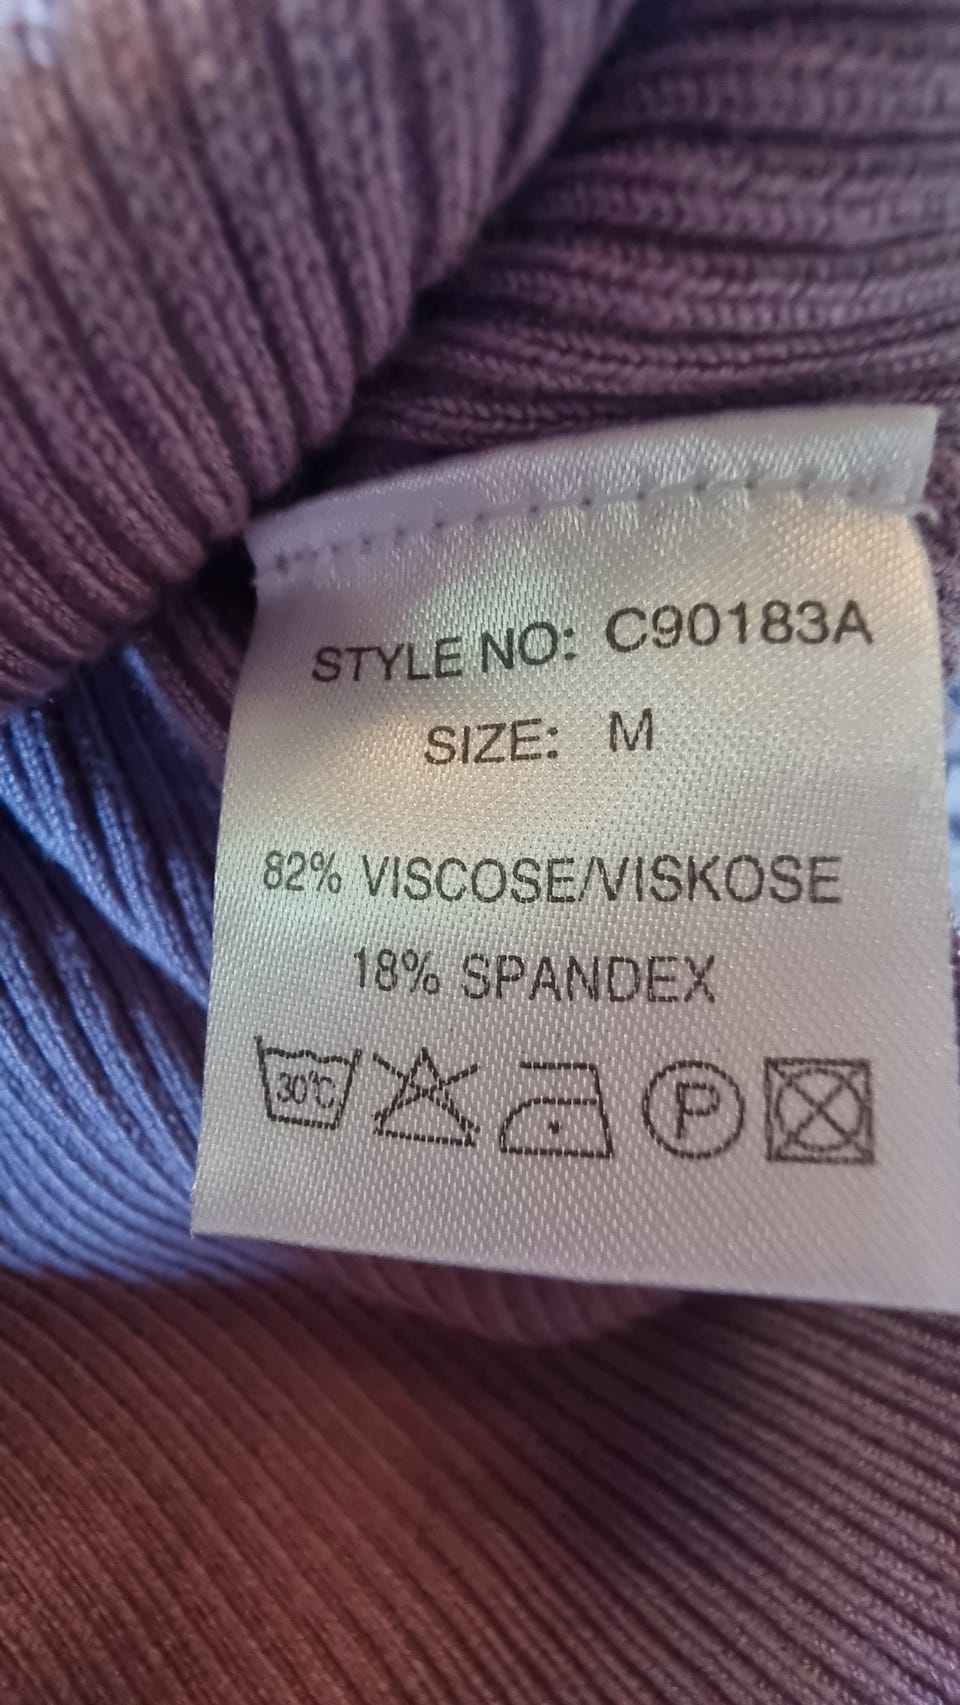 STYLE NO: C90183A
SIZE: M
82% VISCOSE/VISKOSE
18% SPANDEX
30°C P